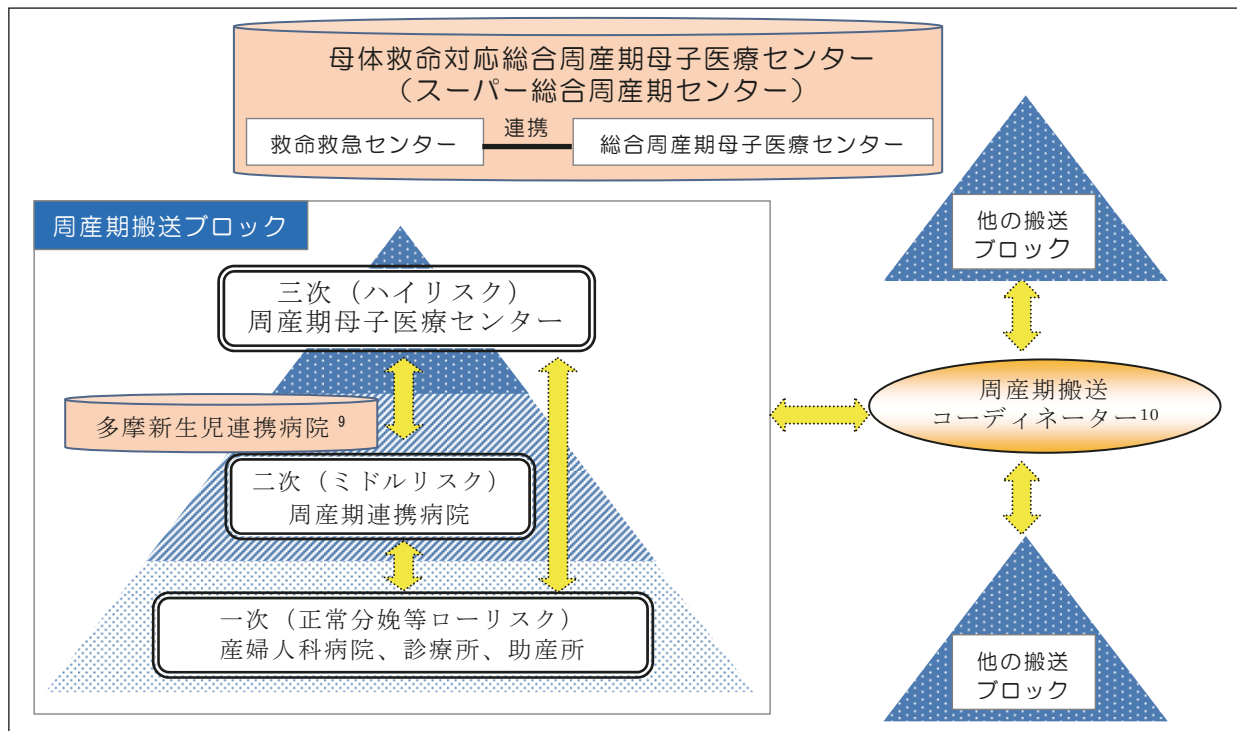 母体救命対応総合周産期母子医療センター
（スーパー総合周産期センター）
救命救急センター
連携
総合周産期母子医療センター
周産期搬送ブロック
三次（ハイリスク）
周産期母子医療センター
多摩新生児連携病院9
二次（ミドルリスク）
周産期連携病院
一次（正常分娩等ローリスク）
産婦人科病院、診療所、助産所
他の搬送
ブロック
周産期搬送
コーディネーター10
他の搬送
ブロック